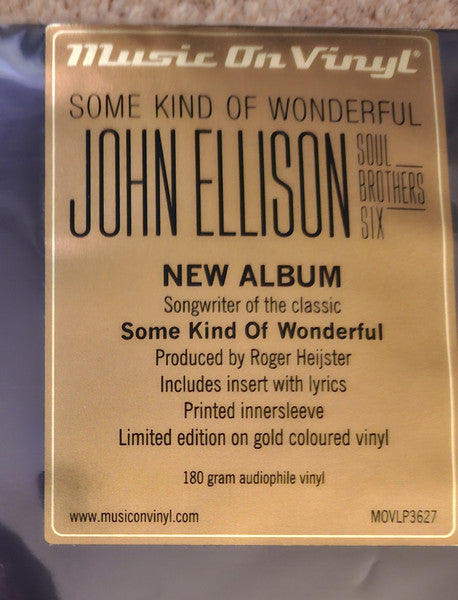 Music On Vinyl®
SOME KIND OF WONDERFUL
JOHN ELLISON
SOUL
BROTHERS
SIX
NEW ALBUM
Songwriter of the classic
Some Kind Of Wonderful
Produced by Roger Heijster
Includes insert with lyrics
Printed innersleeve
Limited edition on gold coloured vinyl
180 gram audiophile vinyl
www.musiconvinyl.com
MOVLP3627